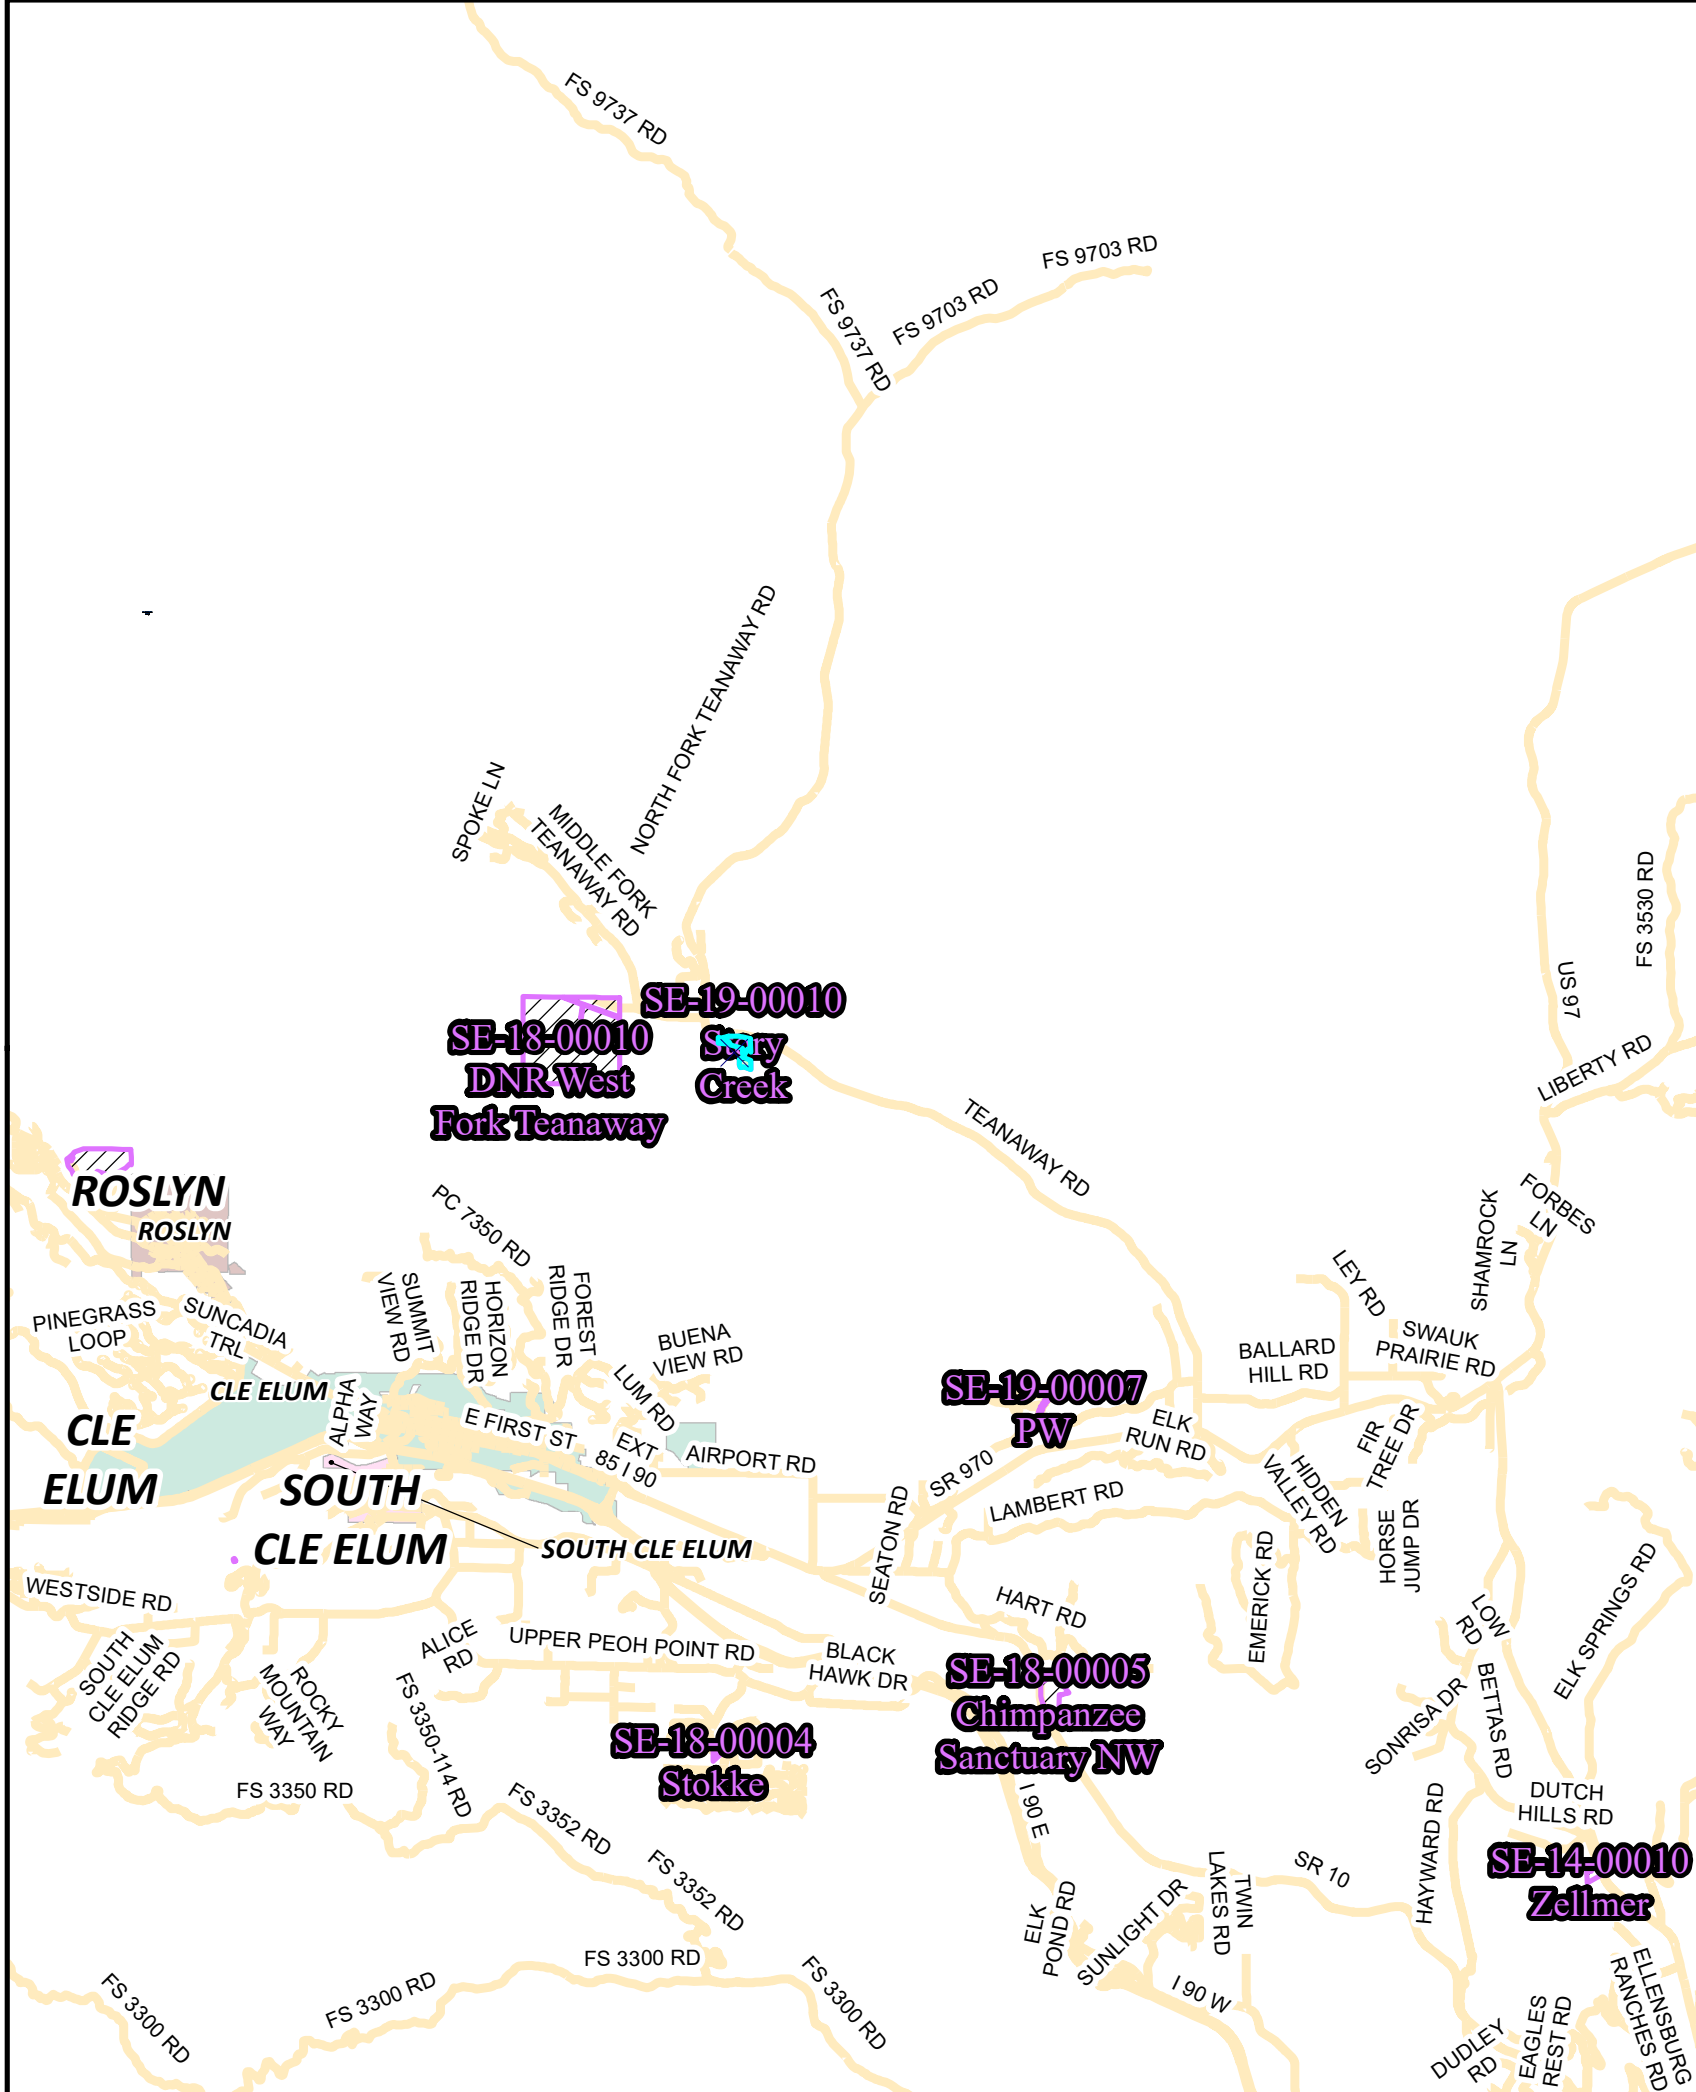 FS 9737 RD
FS 9703 RD
FS 9703 RD
FS 9737 RD
NORTH FORK TEANAWAY RD
SPOKE LN
MIDDLE FORK
TEANAWAY RD
FS 3530 RD
US 97
LIBERTY RD
SE-19-00010
Story
Creek
SE-18-00010
DNR West
Fork Teanaway
TEANAWAY RD
ROSLYN
ROSLYN
PC 7350 RD
FORBES
LN
SHAMROCK
LN
LEY RD
SWAUK
PRAIRIE RD
BALLARD
HILL RD
PINEGRASS
LOOP
SUNCADIA
TRL
SUMMIT
VIEW RD
HORIZON
RIDGE DR
FOREST
RIDGE DR
BUENA
VIEW RD
LUM RD
CLE ELUM
ALPHA
WAY
CLE
ELUM
E FIRST ST
EXT
85 I 90
AIRPORT RD
SE-19-00007
PW
ELK
RUN RD
FIR
TREE DR
SR 970
LAMBERT RD
HIDDEN
VALLEY RD
HORSE
JUMP DR
SOUTH
CLE ELUM
SOUTH CLE ELUM
SEATON RD
EMERICK RD
ELK SPRINGS RD
WESTSIDE RD
HART RD
LOW
RD
SOUTH
CLE ELUM
RIDGE RD
ROCKY
MOUNTAIN
WAY
ALICE
RD
UPPER PEOH POINT RD
BLACK
HAWK DR
SE-18-00005
Chimpanzee
Sanctuary NW
BETTAS RD
SONRISA DR
FS 3350-114 RD
SE-18-00004
Stokke
FS 3350 RD
FS 3352 RD
FS 3352 RD
I 90 E
DUTCH
HILLS RD
HAYWARD RD
SE-14-00010
Zellmer
SR 10
TWIN
LAKES RD
ELK
POND RD
SUNLIGHT DR
I 90 W
FS 3300 RD
FS 3300 RD
FS 3300 RD
FS 3300 RD
ELLENSBURG
RANCHES RD
DUDLEY
RD
EAGLES
REST RD